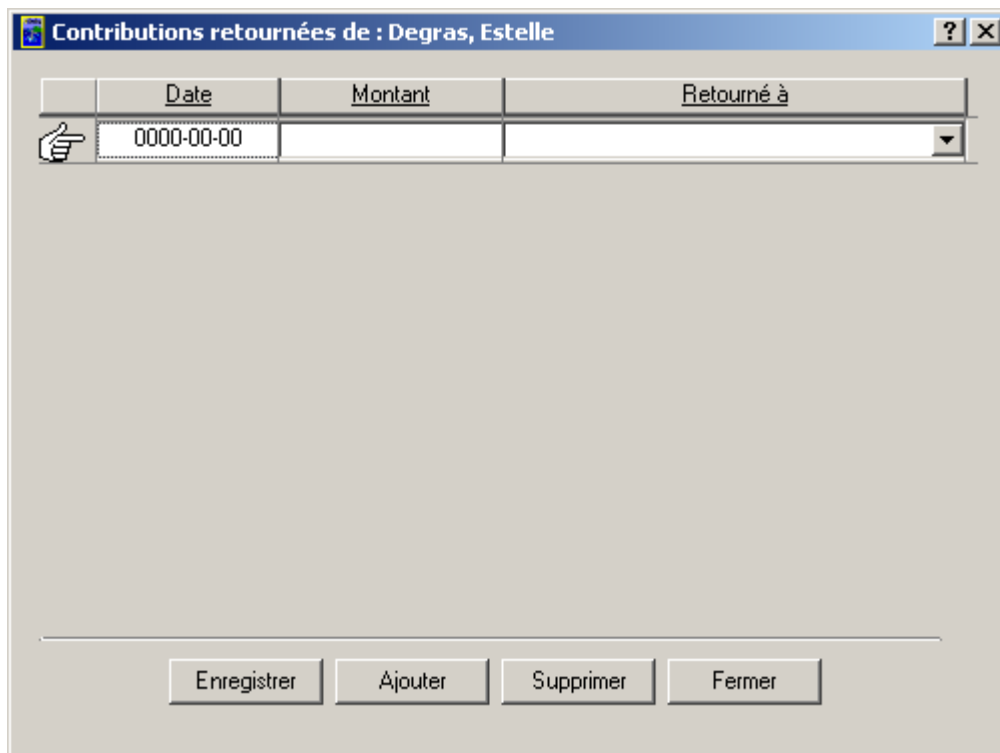 Contributions retournées de : Degras, Estelle
Date Montant Retourné à
0000-00-00
Enregistrer Ajouter Supprimer Fermer